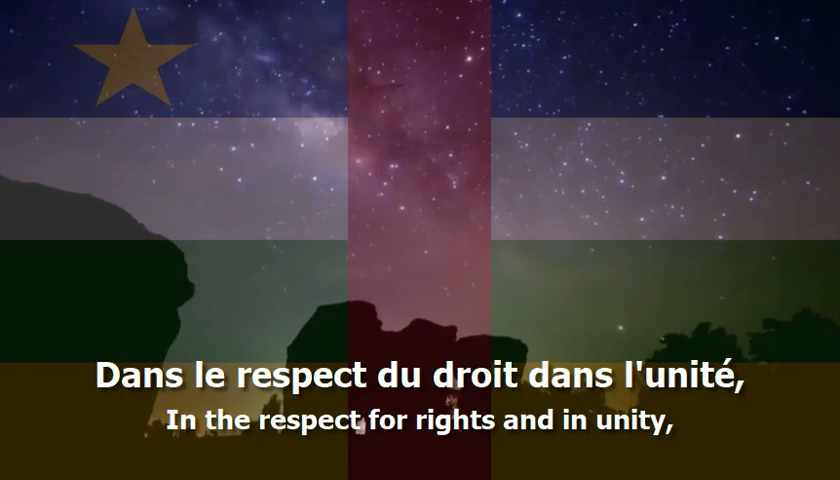 Dans le respect du droit dans l'unité,
In the respect for rights and in unity,